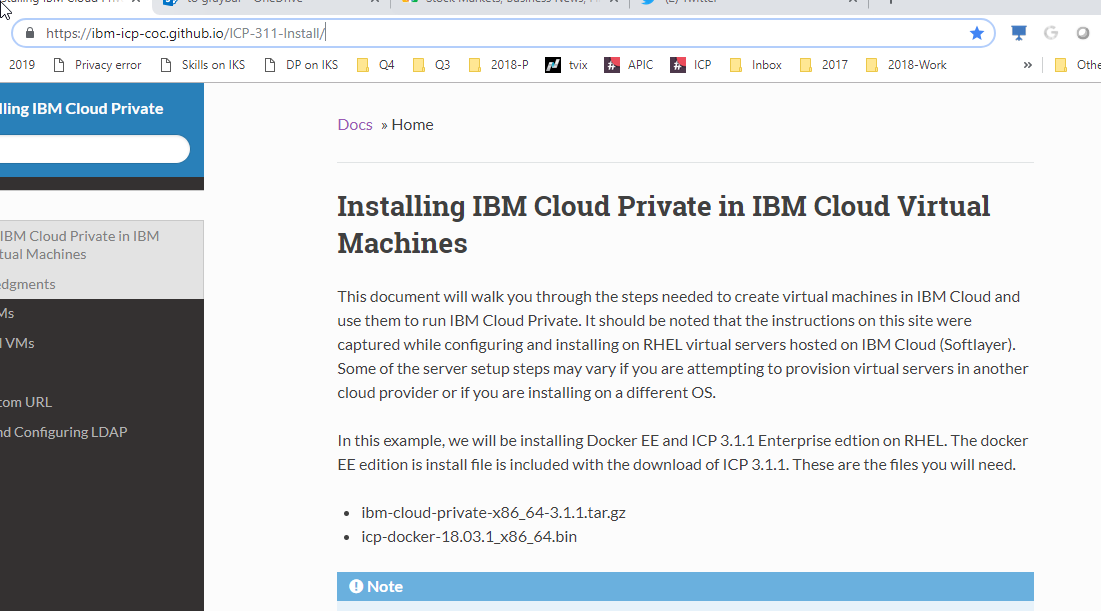 to graybar - OneDrive
Stock Markets, Business News,
(2) Twitter
https://ibm-icp-coc.github.io/ICP-311-Install/
2019 Privacy error Skills on IKS DP on IKS Q4 Q3 2018-P tvix APIC ICP Inbox 2017 2018-Work » Othe
lling IBM Cloud Private
Docs » Home
Installing IBM Cloud Private in IBM Cloud Virtual
Machines
IBM Cloud Private in IBM
tual Machines
edgments
Ms
l VMs
tom URL
nd Configuring LDAP
This document will walk you through the steps needed to create virtual machines in IBM Cloud and
use them to run IBM Cloud Private. It should be noted that the instructions on this site were
captured while configuring and installing on RHEL virtual servers hosted on IBM Cloud (Softlayer).
Some of the server setup steps may vary if you are attempting to provision virtual servers in another
cloud provider or if you are installing on a different OS.
In this example, we will be installing Docker EE and ICP 3.1.1 Enterprise edtion on RHEL. The docker
EE edition is install file is included with the download of ICP 3.1.1. These are the files you will need.
• ibm-cloud-private-x86_64-3.1.1.tar.gz
• icp-docker-18.03.1_x86_64.bin
Note